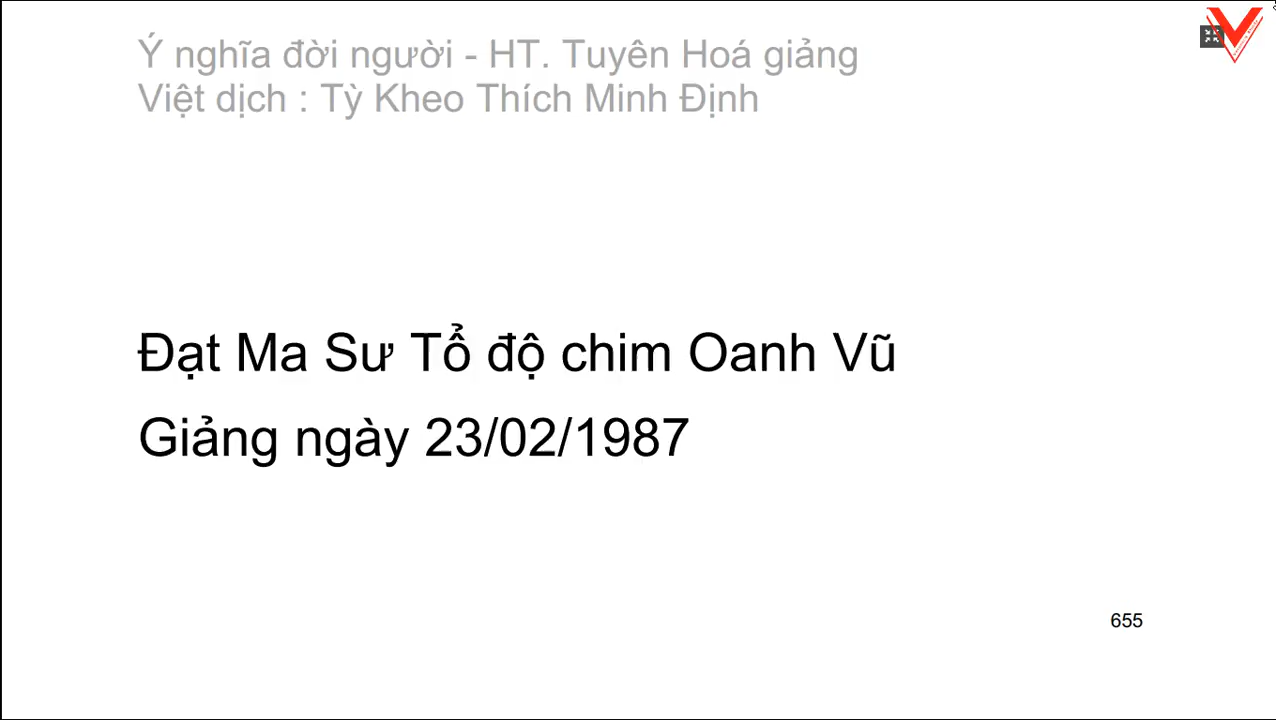 Ý nghĩa đời người - HT. Tuyên Hoá giảng
Việt dịch : Tỳ Kheo Thích Minh Định
Đạt Ma Sư Tổ độ chim Oanh Vũ
Giảng ngày 23/02/1987
655